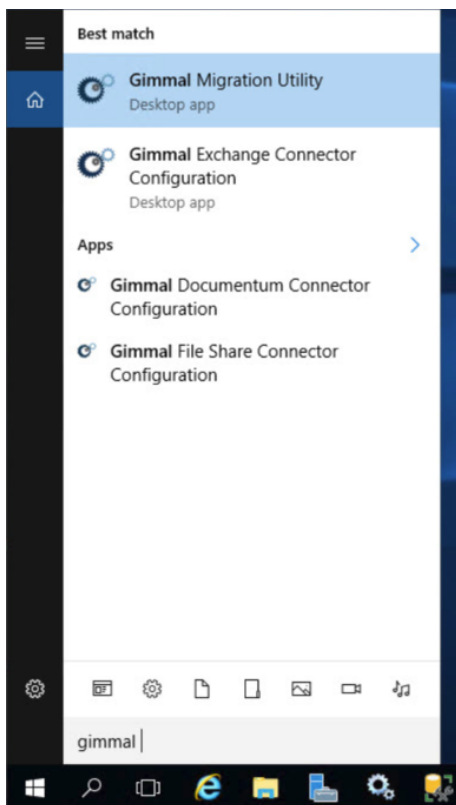 Best match
Gimmal Migration Utility
Desktop app
Gimmal Exchange Connector
Configuration
Desktop app
Apps
Gimmal Documentum Connector
Configuration
Gimmal File Share Connector
Configuration
gimmal